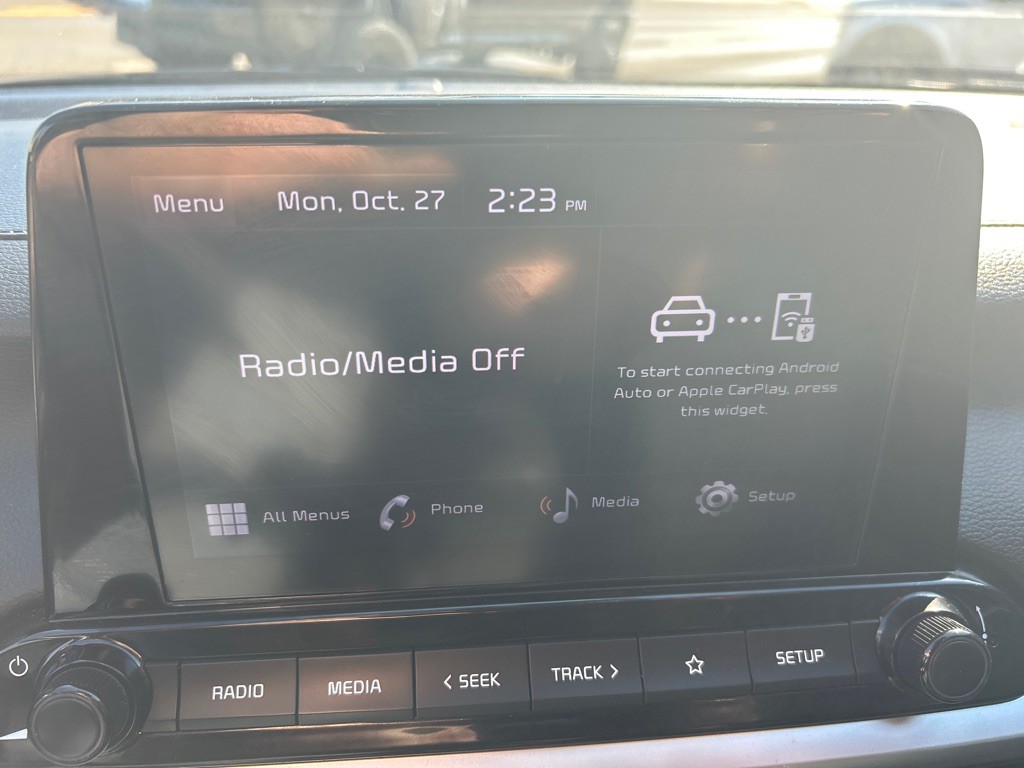 Menu Mon, Oct. 27 2:23 PM
Radio/Media Off
To start connecting Android
Auto or Apple CarPlay, press
this widget.
All Menus Phone Media Setup
RADIO MEDIA < SEEK TRACK > SETUP